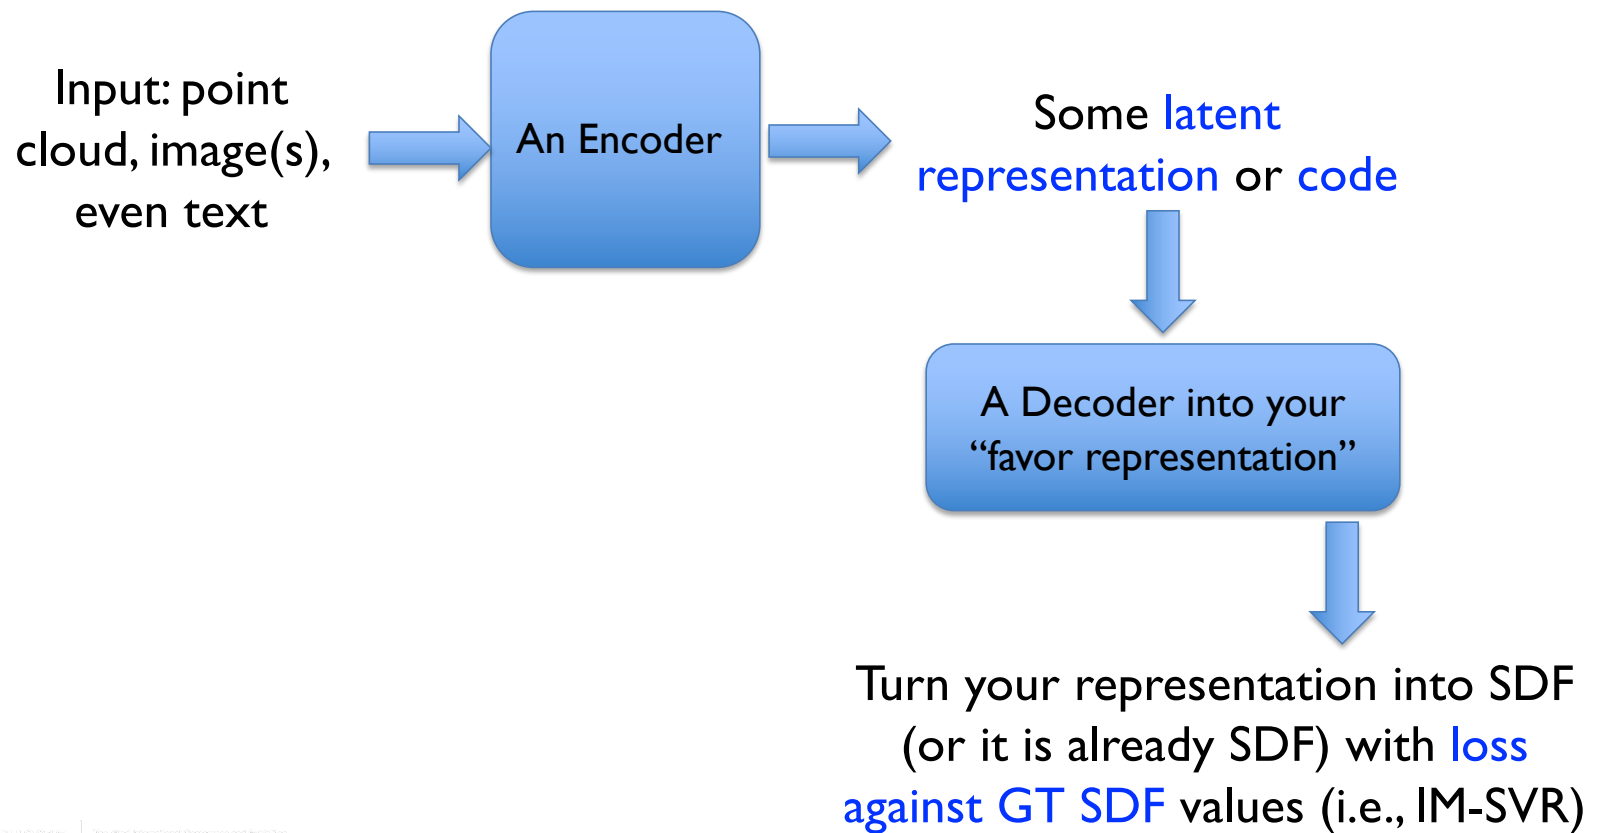 Input: point
cloud, image(s),
even text
An Encoder
Some latent
representation or code
A Decoder into your
“favor representation”
Turn your representation into SDF
(or it is already SDF) with loss
against GT SDF values (i.e., IM-SVR)